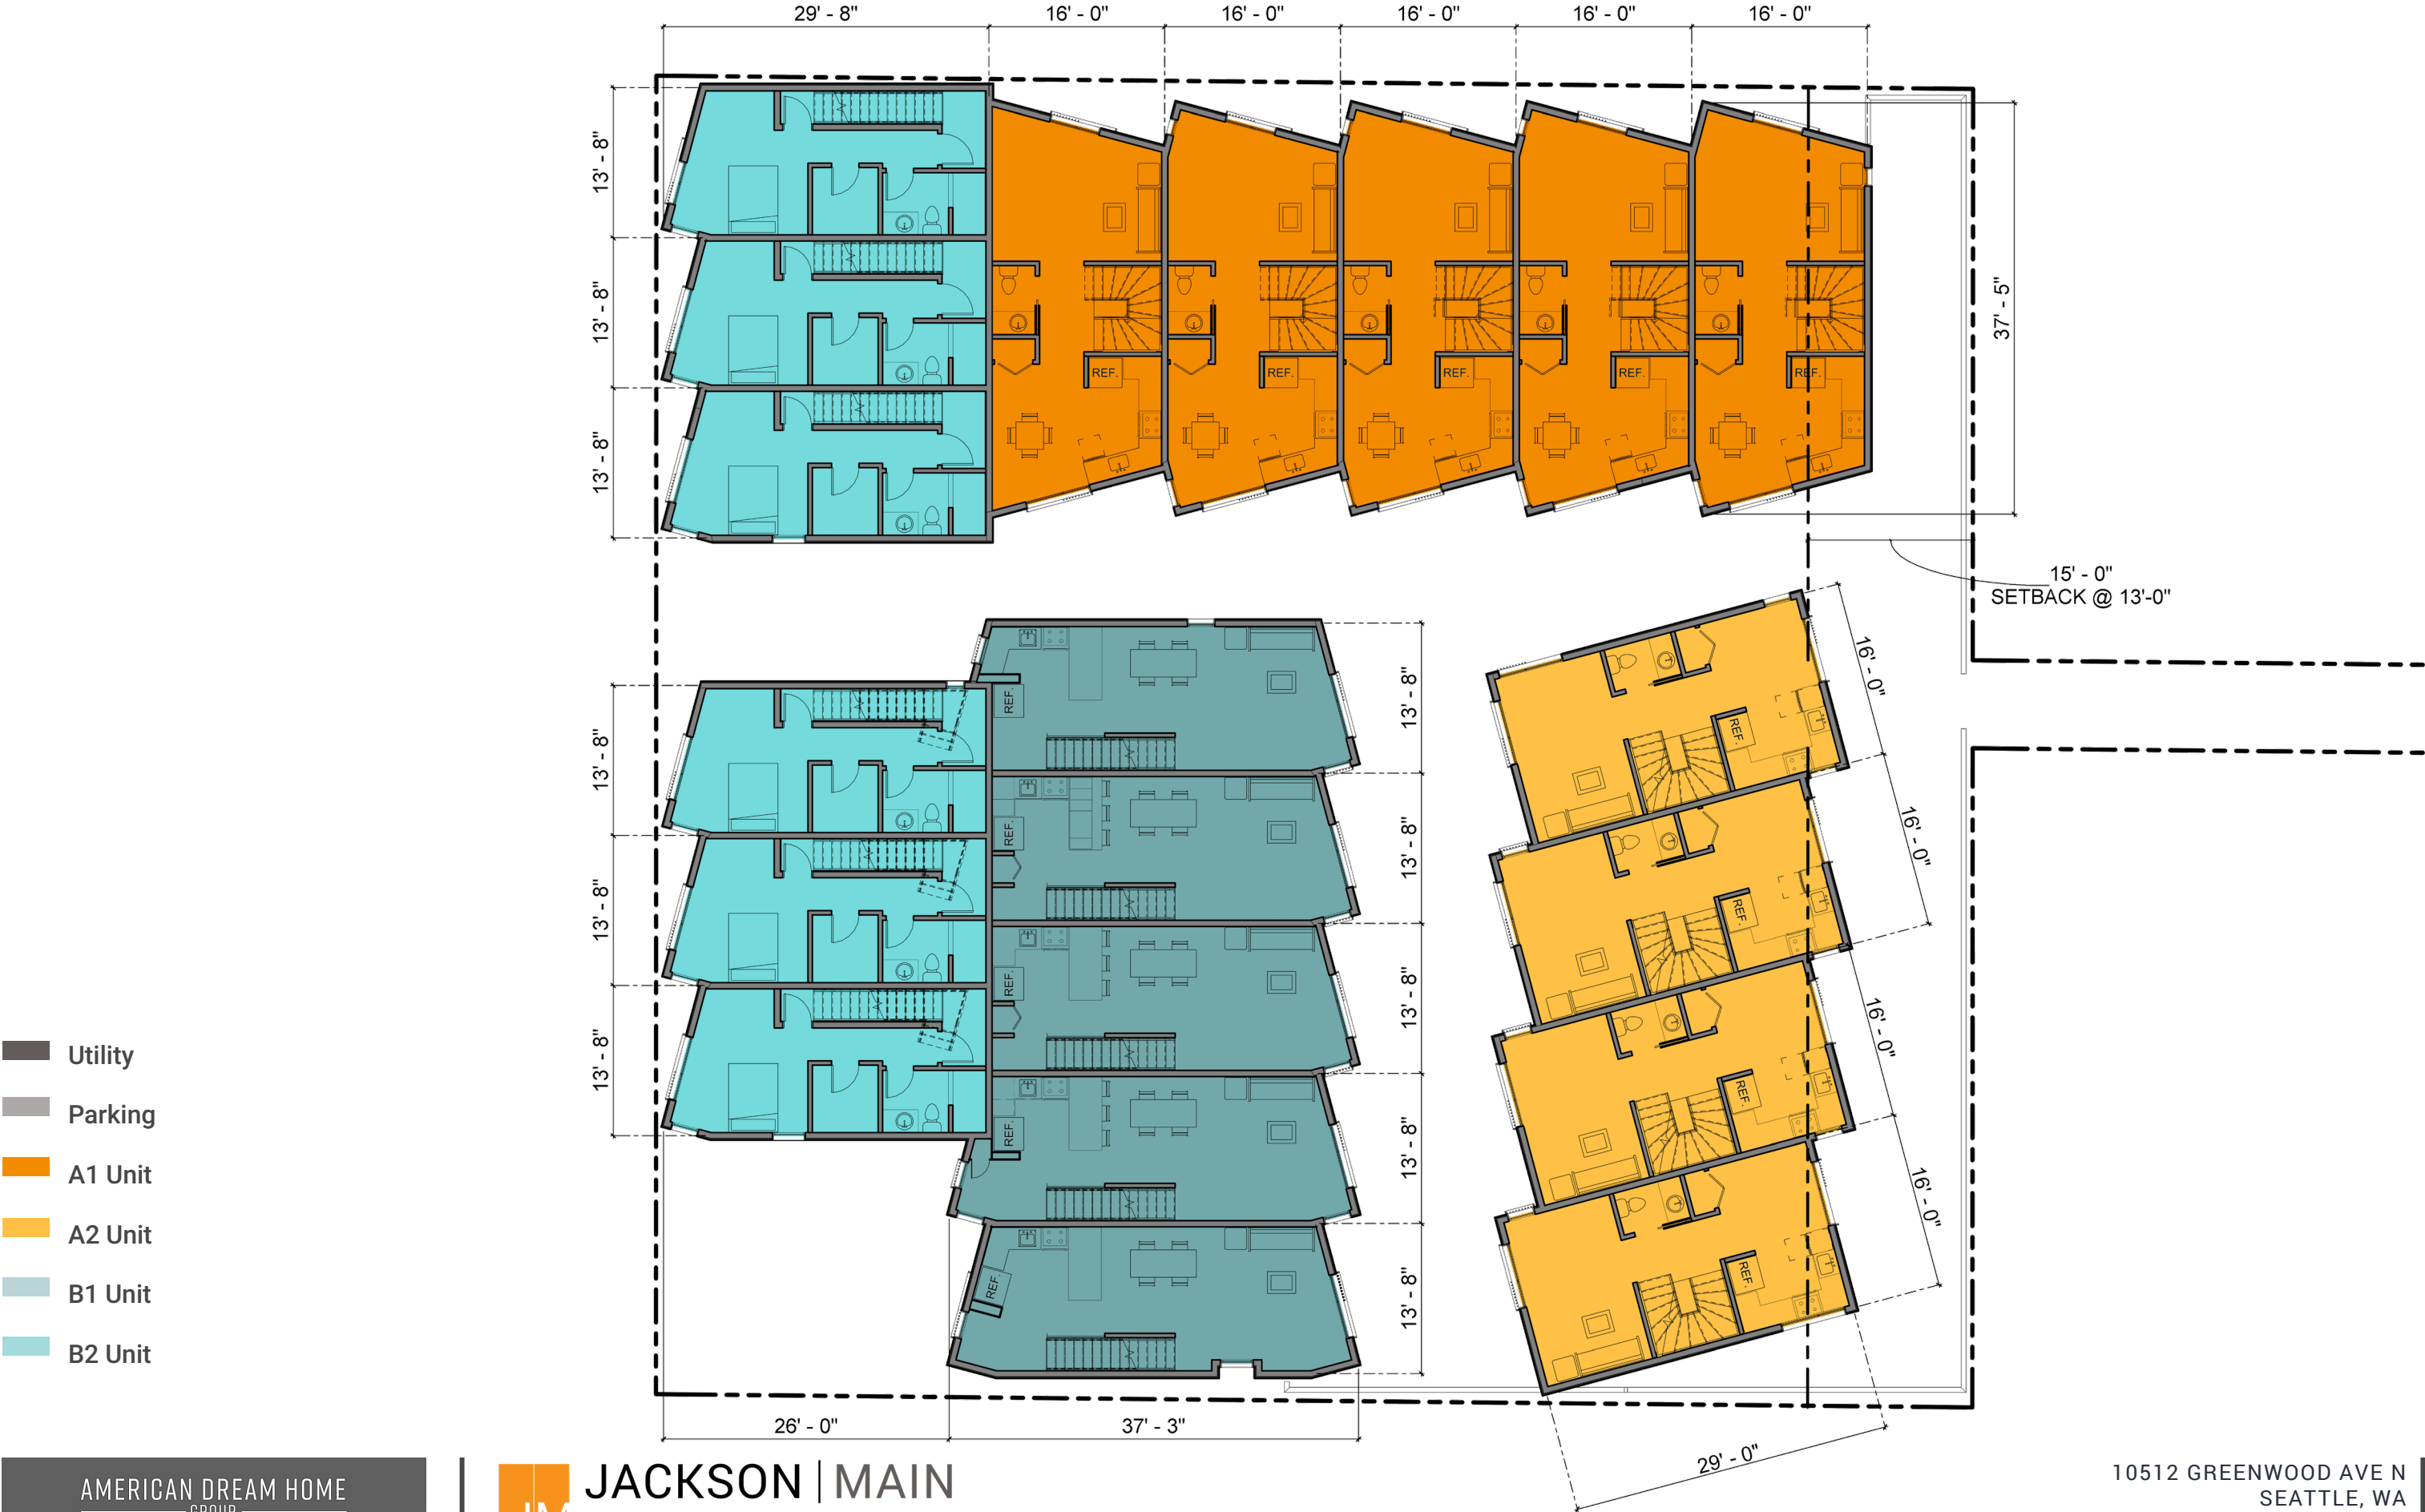 29' - 8"
16' - 0"
16' - 0"
16' - 0"
16' - 0"
16' - 0"
13' - 8"
13' - 8"
13' - 8"
37' - 5"
REF.
REF.
REF.
REF.
REF.
15' - 0"
SETBACK @ 13'-0"
16' - 0"
16' - 0"
16' - 0"
16' - 0"
13' - 8"
13' - 8"
13' - 8"
REF.
REF.
REF.
REF.
REF.
13' - 8"
13' - 8"
13' - 8"
13' - 8"
13' - 8"
REF.
REF.
REF.
REF.
26' - 0"
37' - 3"
29' - 0"
Utility
Parking
A1 Unit
A2 Unit
B1 Unit
B2 Unit
AMERICAN DREAM HOME
GROUP
JACKSON | MAIN
10512 GREENWOOD AVE N
SEATTLE, WA